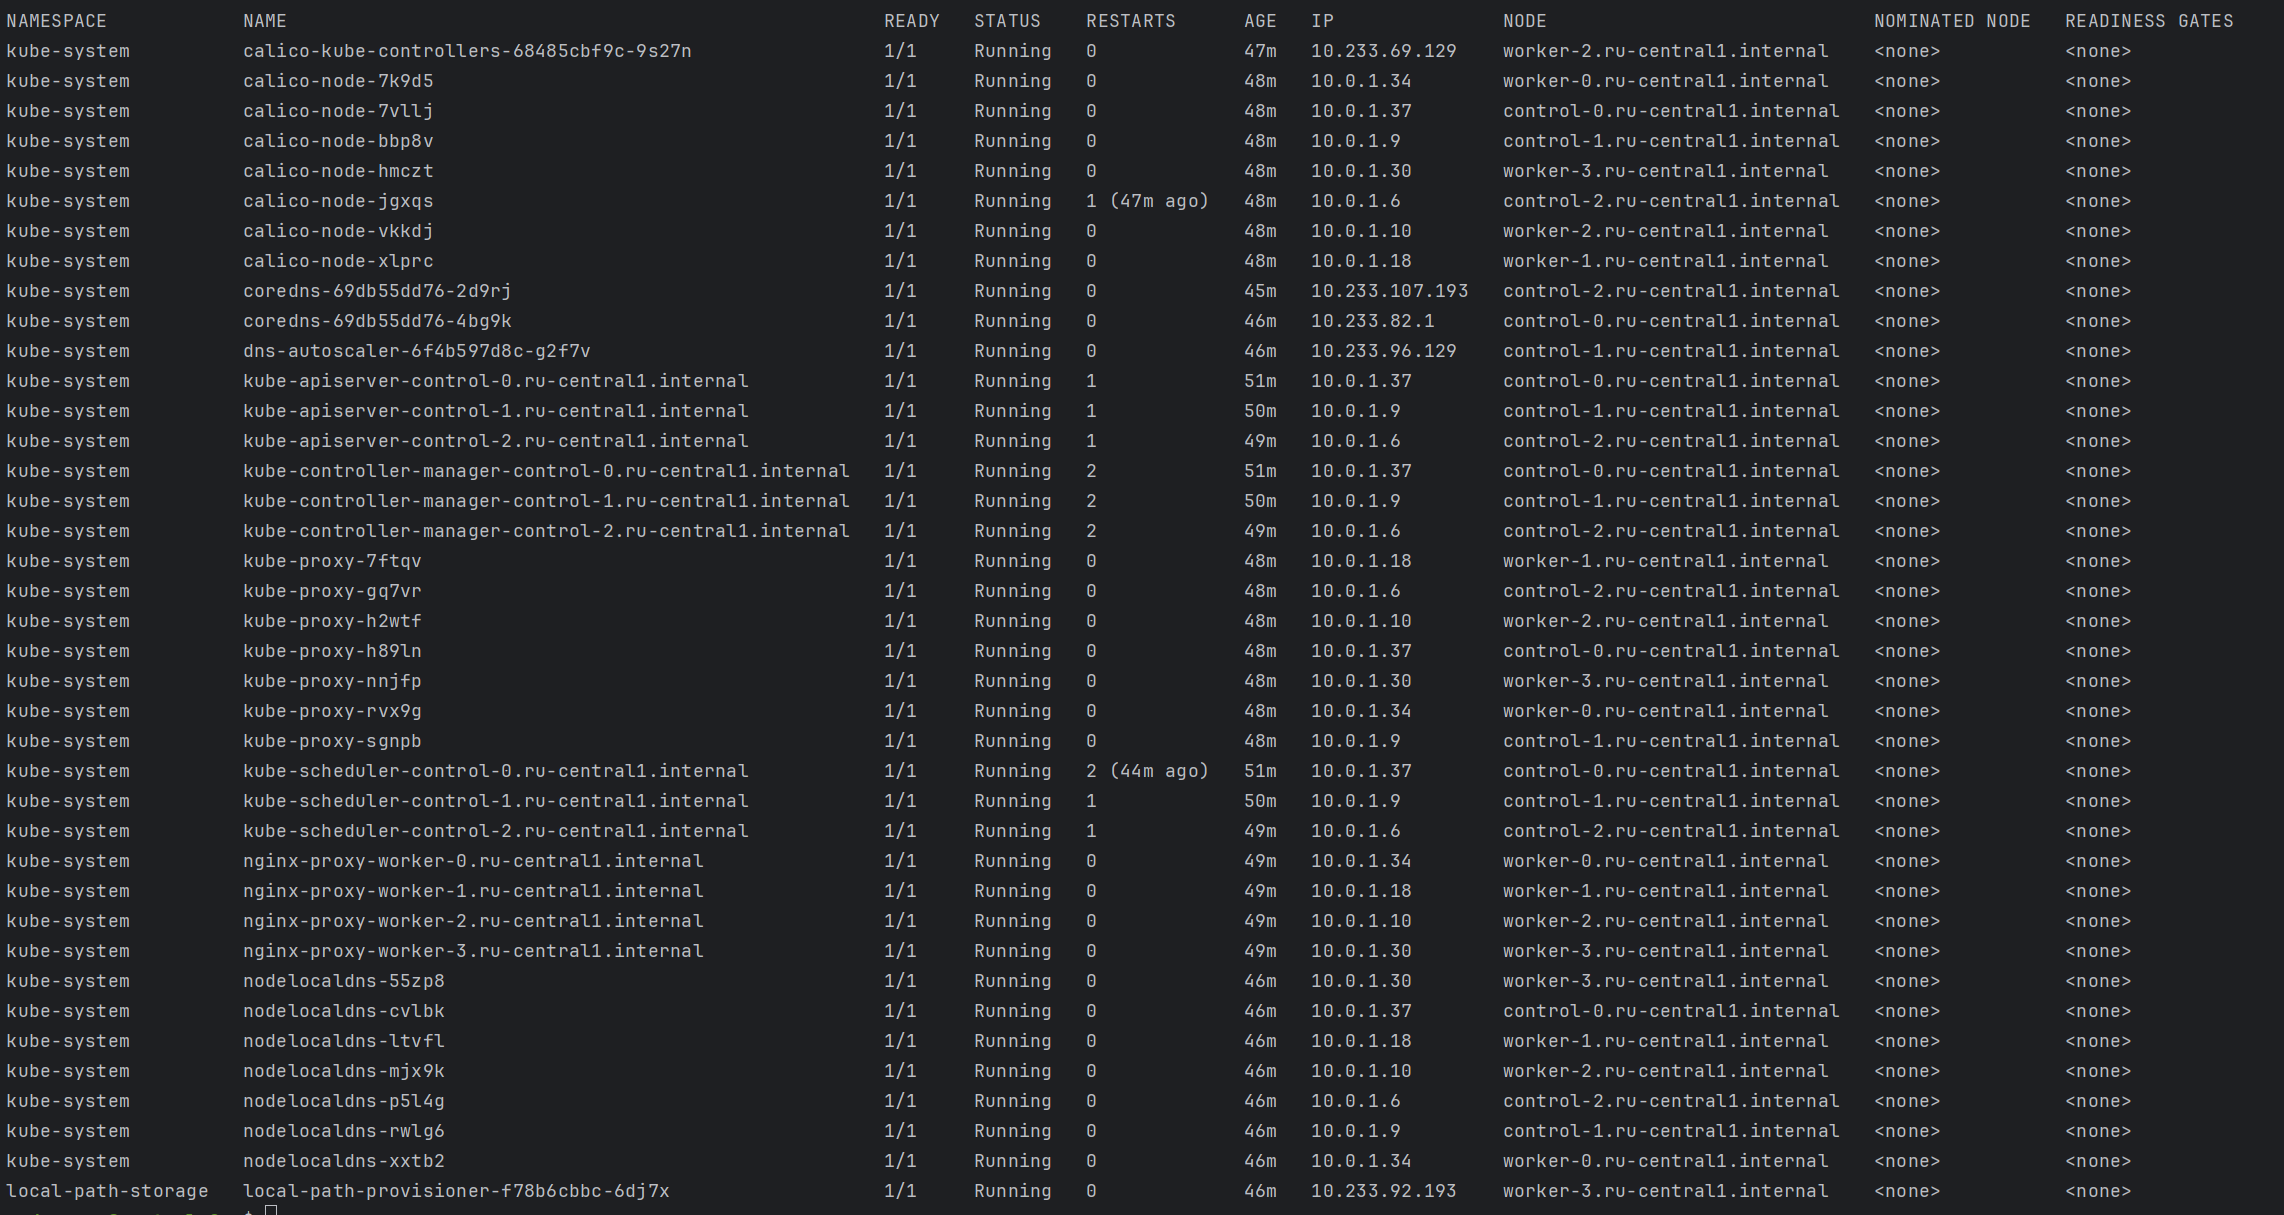 NAMESPACE NAME READY STATUS RESTARTS AGE IP NODE NOMINATED NODE READINESS GATES
kube-system calico-kube-controllers-68485cbf9c-9s27n 1/1 Running 0 47m 10.233.69.129 worker-2.ru-central1.internal <none> <none>
kube-system calico-node-7k9d5 1/1 Running 0 48m 10.0.1.34 worker-0.ru-central1.internal <none> <none>
kube-system calico-node-7vllj 1/1 Running 0 48m 10.0.1.37 control-0.ru-central1.internal <none> <none>
kube-system calico-node-bbp8v 1/1 Running 0 48m 10.0.1.9 control-1.ru-central1.internal <none> <none>
kube-system calico-node-hmczt 1/1 Running 0 48m 10.0.1.30 worker-3.ru-central1.internal <none> <none>
kube-system calico-node-jgxqs 1/1 Running 1 (47m ago) 48m 10.0.1.6 control-2.ru-central1.internal <none> <none>
kube-system calico-node-vkkdj 1/1 Running 0 48m 10.0.1.10 worker-2.ru-central1.internal <none> <none>
kube-system calico-node-xlprc 1/1 Running 0 48m 10.0.1.18 worker-1.ru-central1.internal <none> <none>
kube-system coredns-69db55dd76-2d9rj 1/1 Running 0 45m 10.233.107.193 control-2.ru-central1.internal <none> <none>
kube-system coredns-69db55dd76-4bg9k 1/1 Running 0 46m 10.233.82.1 control-0.ru-central1.internal <none> <none>
kube-system dns-autoscaler-6f4b597d8c-g2f7v 1/1 Running 0 46m 10.233.96.129 control-1.ru-central1.internal <none> <none>
kube-system kube-apiserver-control-0.ru-central1.internal 1/1 Running 1 51m 10.0.1.37 control-0.ru-central1.internal <none> <none>
kube-system kube-apiserver-control-1.ru-central1.internal 1/1 Running 1 50m 10.0.1.9 control-1.ru-central1.internal <none> <none>
kube-system kube-apiserver-control-2.ru-central1.internal 1/1 Running 1 49m 10.0.1.6 control-2.ru-central1.internal <none> <none>
kube-system kube-controller-manager-control-0.ru-central1.internal 1/1 Running 2 51m 10.0.1.37 control-0.ru-central1.internal <none> <none>
kube-system kube-controller-manager-control-1.ru-central1.internal 1/1 Running 2 50m 10.0.1.9 control-1.ru-central1.internal <none> <none>
kube-system kube-controller-manager-control-2.ru-central1.internal 1/1 Running 2 49m 10.0.1.6 control-2.ru-central1.internal <none> <none>
kube-system kube-proxy-7ftqv 1/1 Running 0 48m 10.0.1.18 worker-1.ru-central1.internal <none> <none>
kube-system kube-proxy-gq7vr 1/1 Running 0 48m 10.0.1.6 control-2.ru-central1.internal <none> <none>
kube-system kube-proxy-h2wtf 1/1 Running 0 48m 10.0.1.10 worker-2.ru-central1.internal <none> <none>
kube-system kube-proxy-h89ln 1/1 Running 0 48m 10.0.1.37 control-0.ru-central1.internal <none> <none>
kube-system kube-proxy-nnjfp 1/1 Running 0 48m 10.0.1.30 worker-3.ru-central1.internal <none> <none>
kube-system kube-proxy-rvx9g 1/1 Running 0 48m 10.0.1.34 worker-0.ru-central1.internal <none> <none>
kube-system kube-proxy-sgnpb 1/1 Running 0 48m 10.0.1.9 control-1.ru-central1.internal <none> <none>
kube-system kube-scheduler-control-0.ru-central1.internal 1/1 Running 2 (44m ago) 51m 10.0.1.37 control-0.ru-central1.internal <none> <none>
kube-system kube-scheduler-control-1.ru-central1.internal 1/1 Running 1 50m 10.0.1.9 control-1.ru-central1.internal <none> <none>
kube-system kube-scheduler-control-2.ru-central1.internal 1/1 Running 1 49m 10.0.1.6 control-2.ru-central1.internal <none> <none>
kube-system nginx-proxy-worker-0.ru-central1.internal 1/1 Running 0 49m 10.0.1.34 worker-0.ru-central1.internal <none> <none>
kube-system nginx-proxy-worker-1.ru-central1.internal 1/1 Running 0 49m 10.0.1.18 worker-1.ru-central1.internal <none> <none>
kube-system nginx-proxy-worker-2.ru-central1.internal 1/1 Running 0 49m 10.0.1.10 worker-2.ru-central1.internal <none> <none>
kube-system nginx-proxy-worker-3.ru-central1.internal 1/1 Running 0 49m 10.0.1.30 worker-3.ru-central1.internal <none> <none>
kube-system nodelocaldns-55zp8 1/1 Running 0 46m 10.0.1.30 worker-3.ru-central1.internal <none> <none>
kube-system nodelocaldns-cvlbk 1/1 Running 0 46m 10.0.1.37 control-0.ru-central1.internal <none> <none>
kube-system nodelocaldns-ltvfl 1/1 Running 0 46m 10.0.1.18 worker-1.ru-central1.internal <none> <none>
kube-system nodelocaldns-mjx9k 1/1 Running 0 46m 10.0.1.10 worker-2.ru-central1.internal <none> <none>
kube-system nodelocaldns-p5l4g 1/1 Running 0 46m 10.0.1.6 control-2.ru-central1.internal <none> <none>
kube-system nodelocaldns-rwlg6 1/1 Running 0 46m 10.0.1.9 control-1.ru-central1.internal <none> <none>
kube-system nodelocaldns-xxtb2 1/1 Running 0 46m 10.0.1.34 worker-0.ru-central1.internal <none> <none>
local-path-storage local-path-provisioner-f78b6cbbc-6dj7x 1/1 Running 0 46m 10.233.92.193 worker-3.ru-central1.internal <none> <none>